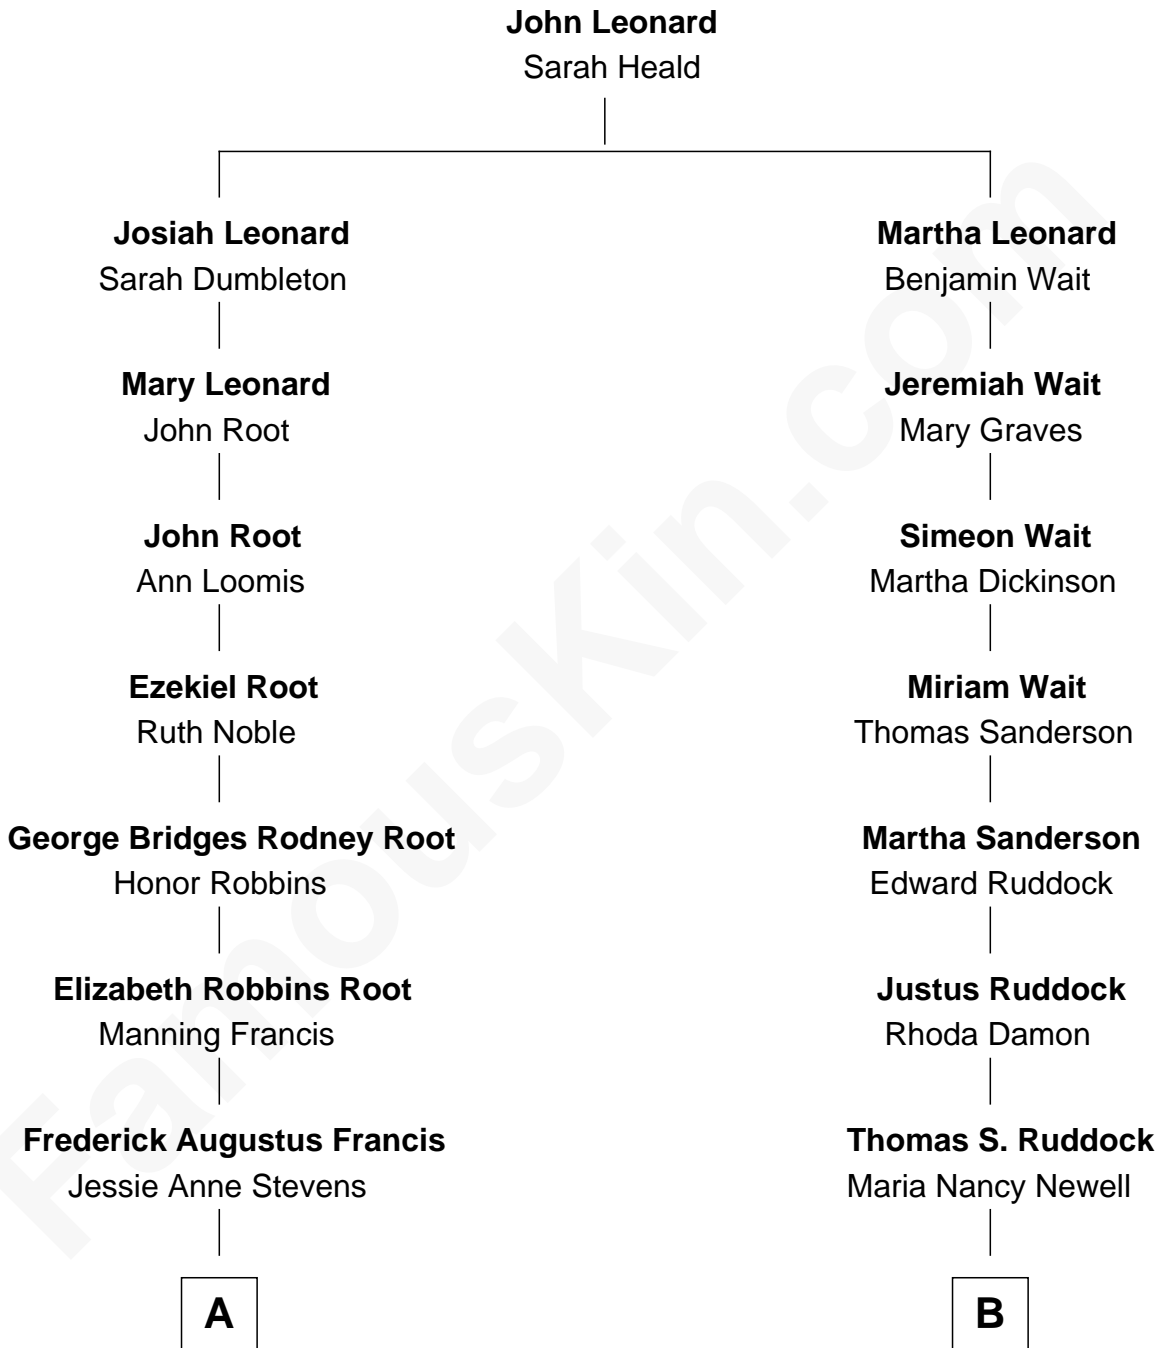 John Leonard
Sarah Heald
Josiah Leonard
Sarah Dumbleton
Martha Leonard
Benjamin Wait
Mary Leonard
John Root
Jeremiah Wait
Mary Graves
John Root
Ann Loomis
Simeon Wait
Martha Dickinson
Ezekiel Root
Ruth Noble
Miriam Wait
Thomas Sanderson
George Bridges Rodney Root
Honor Robbins
Martha Sanderson
Edward Ruddock
Elizabeth Robbins Root
Manning Francis
Justus Ruddock
Rhoda Damon
Frederick Augustus Francis
Jessie Anne Stevens
Thomas S. Ruddock
Maria Nancy Newell
A
B
FamousKin.com